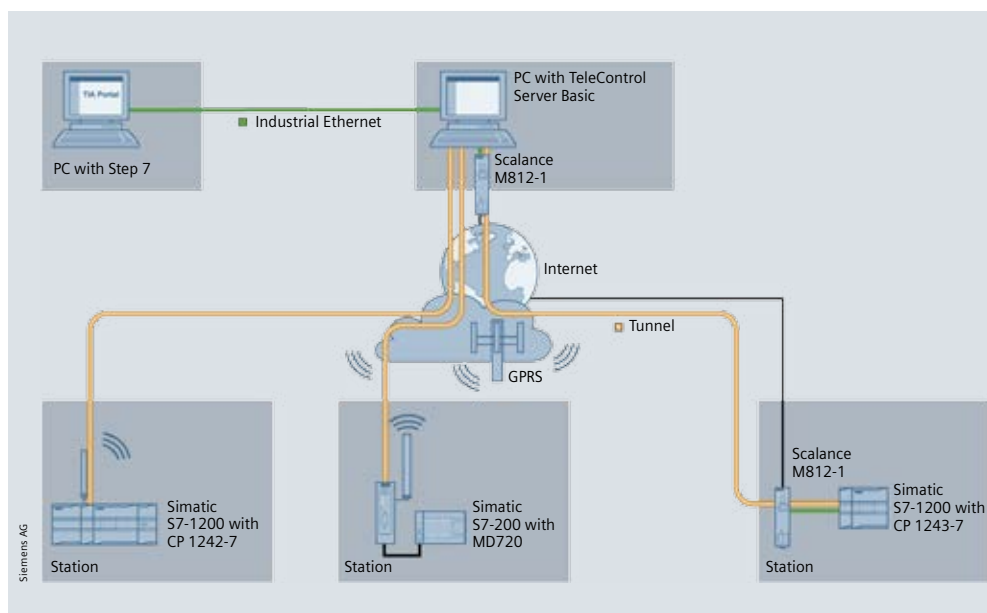 TIA Portal
PC with TeleControl
Server Basic
Industrial Ethernet
PC with Step 7
Scalance
M812-1
Internet
Tunnel
GPRS
Simatic
S7-1200 with
CP 1242-7
Station
Simatic
S7-200 with
MD720
Station
Scalance
M812-1
Simatic
S7-1200 with
CP 1243-7
Station
Siemens AG